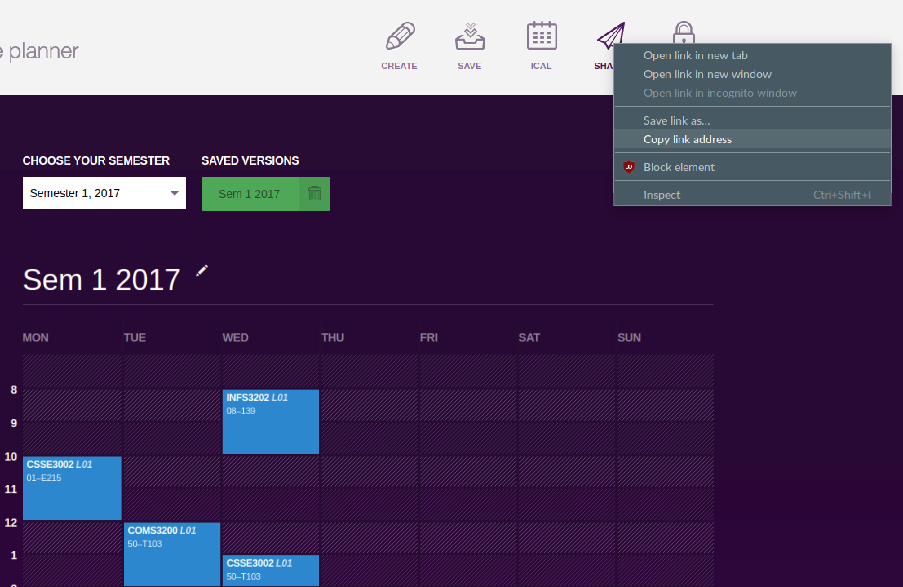 e planner
CREATE
SAVE
ICAL
SHA
Open link in new tab
Open link in new window
Open link in incognito window
Save link as...
Copy link address
Block element
Inspect Ctrl+Shift+I
CHOOSE YOUR SEMESTER
SAVED VERSIONS
Semester 1, 2017
Sem 1 2017
Sem 1 2017
MON TUE WED THU FRI SAT SUN
8
INFS3202 L01
08–139
9
10
CSSE3002 L01
01–E215
11
12
COMS3200 L01
50–T103
1
CSSE3002 L01
50–T103